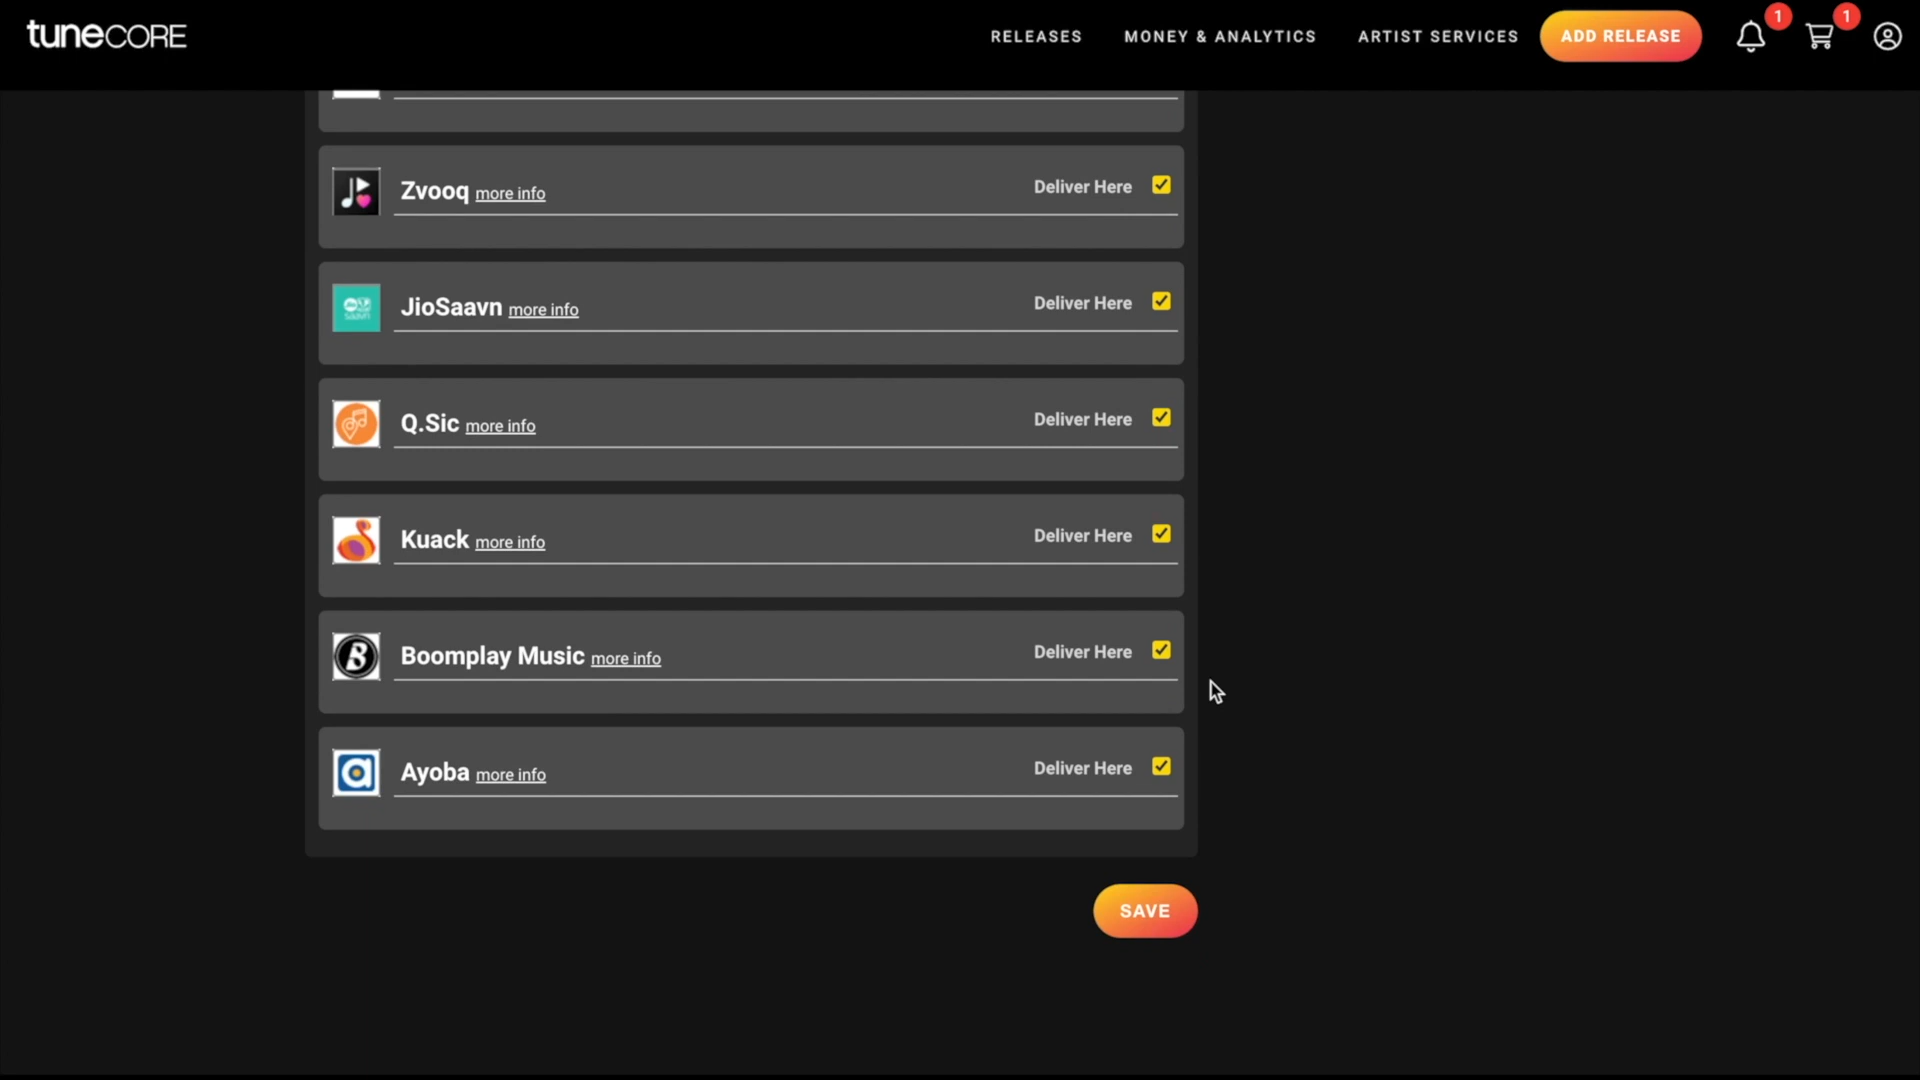 tunecORE
RELEASES MONEY & ANALYTICS ARTIST SERVICES ADD RELEASE 1 1
Zvooq more info Deliver Here
JioSaavn more info Deliver Here
saavn
Q.Sic more info Deliver Here
Kuack more info Deliver Here
B Boomplay Music more info Deliver Here
a Ayoba more info Deliver Here
SAVE